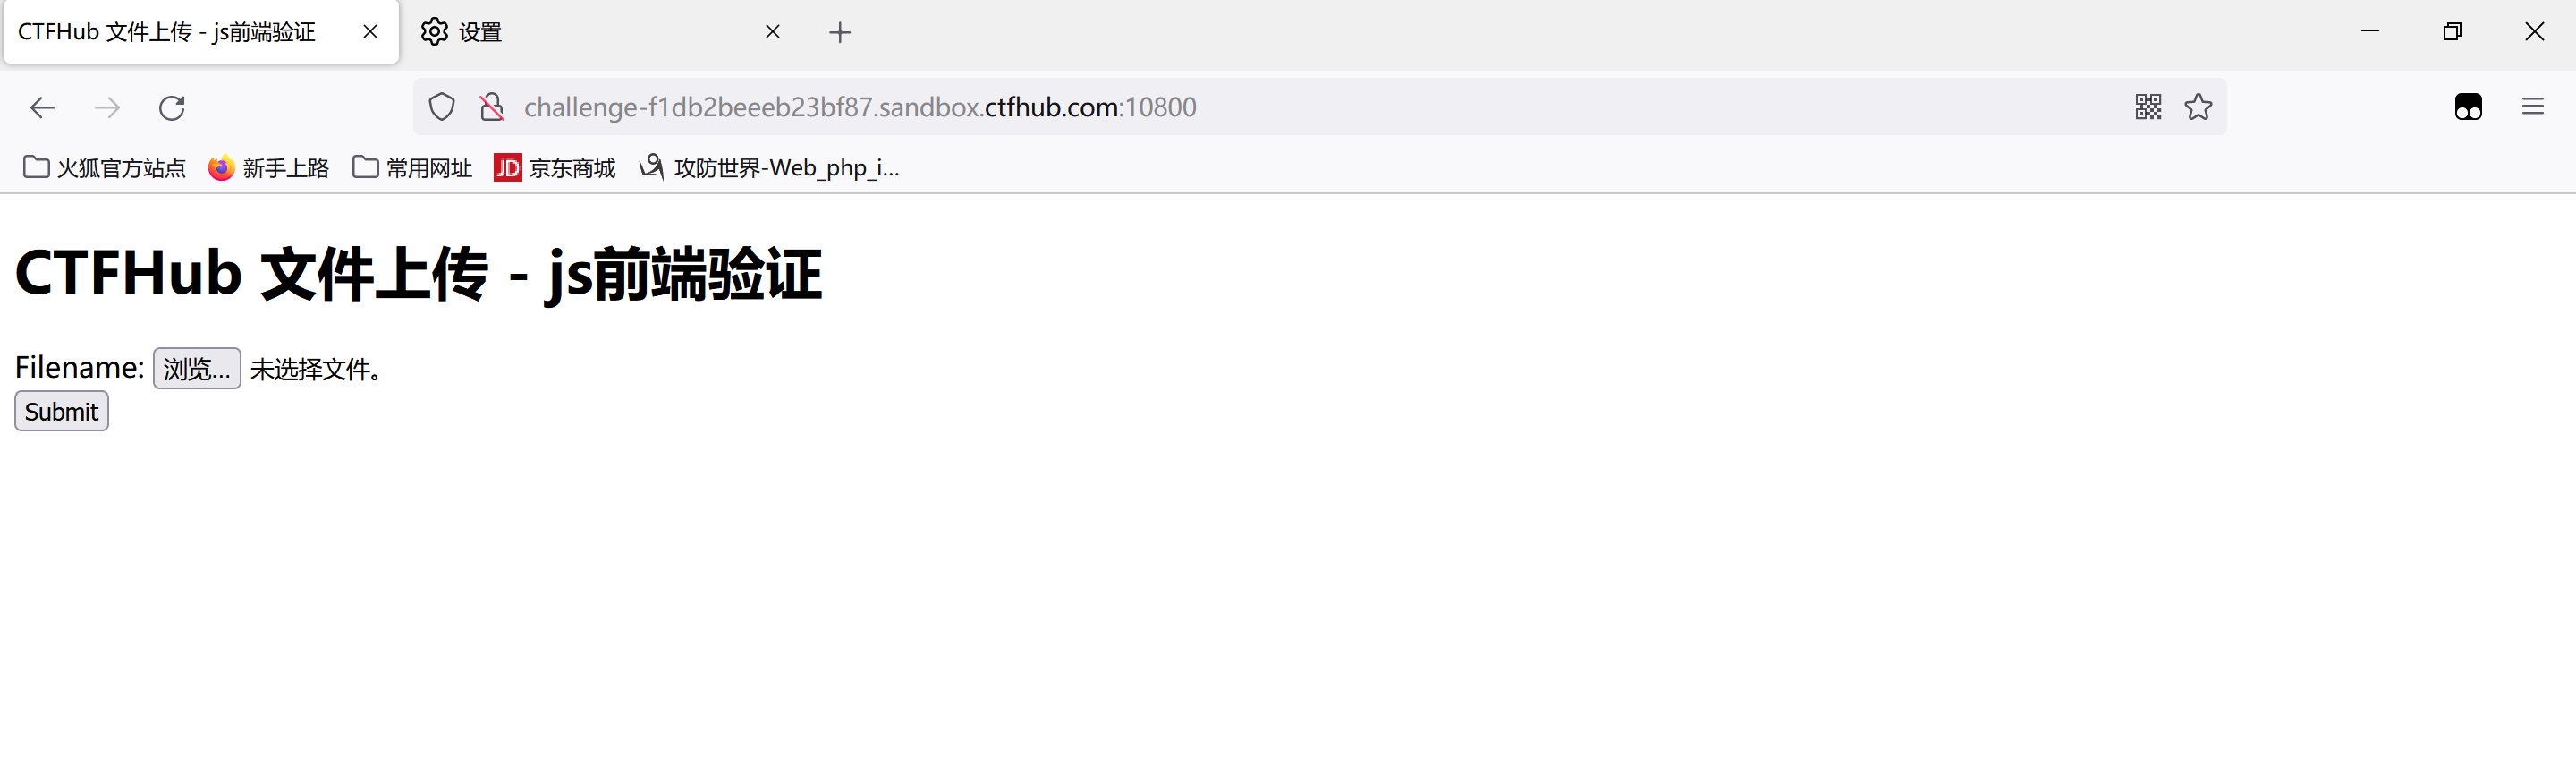 CTFHub 文件上传 - js前端验证 设置
challenge-f1db2beeeb23bf87.sandbox.ctfhub.com:10800
火狐官方站点 新手上路 常用网址 JD 京东商城 攻防世界-Web_php_i...
CTFHub 文件上传 - js前端验证
Filename: 浏览... 未选择文件。
Submit